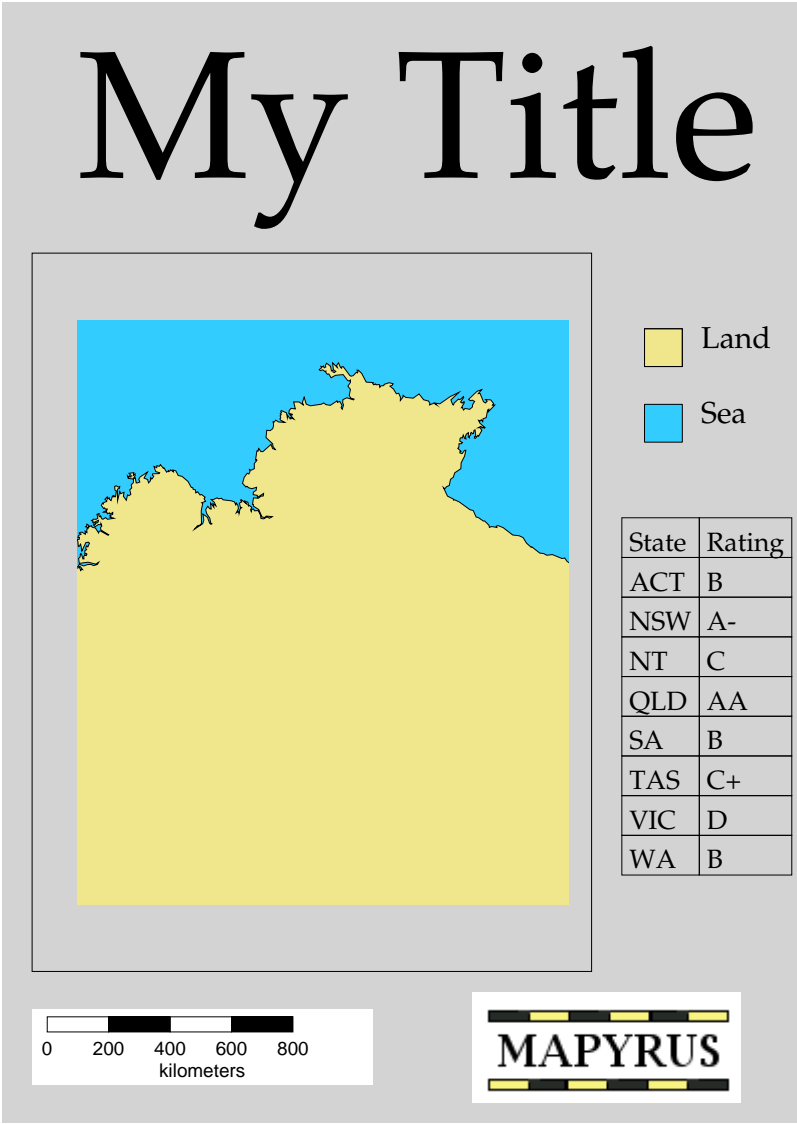 My Title
Land
Sea
State Rating
ACT B
NSW A-
NT C
QLD AA
SA B
TAS C+
VIC D
WA B
0 200 400 600 800
kilometers
MAPYRUS